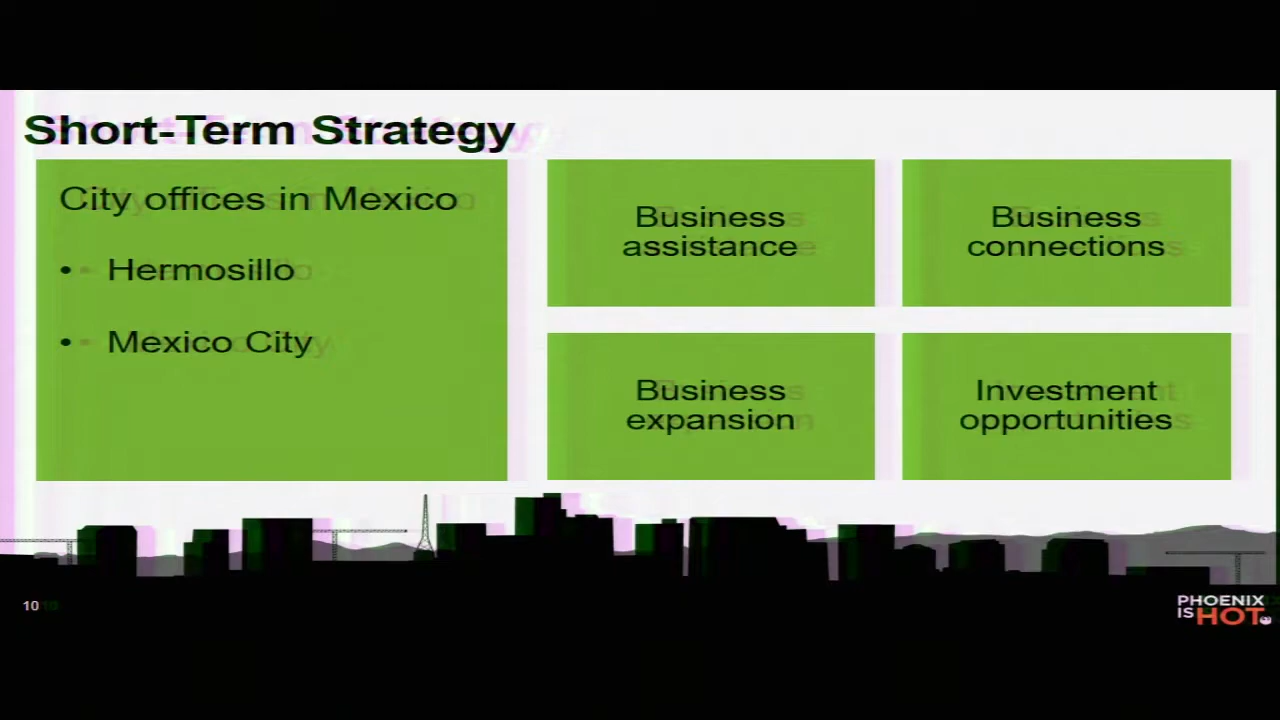 Short-Term Strategy
City offices in Mexico
• Hermosillo
• Mexico City
Business
assistance
Business
connections
Business
expansion
Investment
opportunities
10
PHOENIX
IS HOT